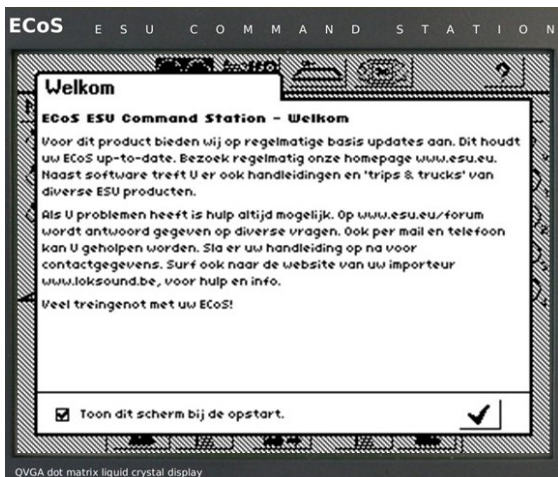 ECoS ESU COMMAND STATION
Welkom
ECoS ESU Command Station - Welkom
Voor dit product bieden wij op regelmatige basis updates aan. Dit houdt
uw ECoS up-to-date. Bezoek regelmatig onze homepage www.esu.eu.
Naast software treft U er ook handleidingen en 'trips & trucks' van
diverse ESU producten.
Als U problemen heeft is hulp altijd mogelijk. Op www.esu.eu/forum
wordt antwoord gegeven op diverse vragen. Ook per mail en telefoon
kan U geholpen worden. Sla er uw handleiding op na voor
contactgegevens. Surf ook naar de website van uw importeur
www.loksound.be, voor hulp en info.
Veel treingenot met uw ECoS!
Toon dit scherm bij de opstart.
QVGA dot matrix liquid crystal display